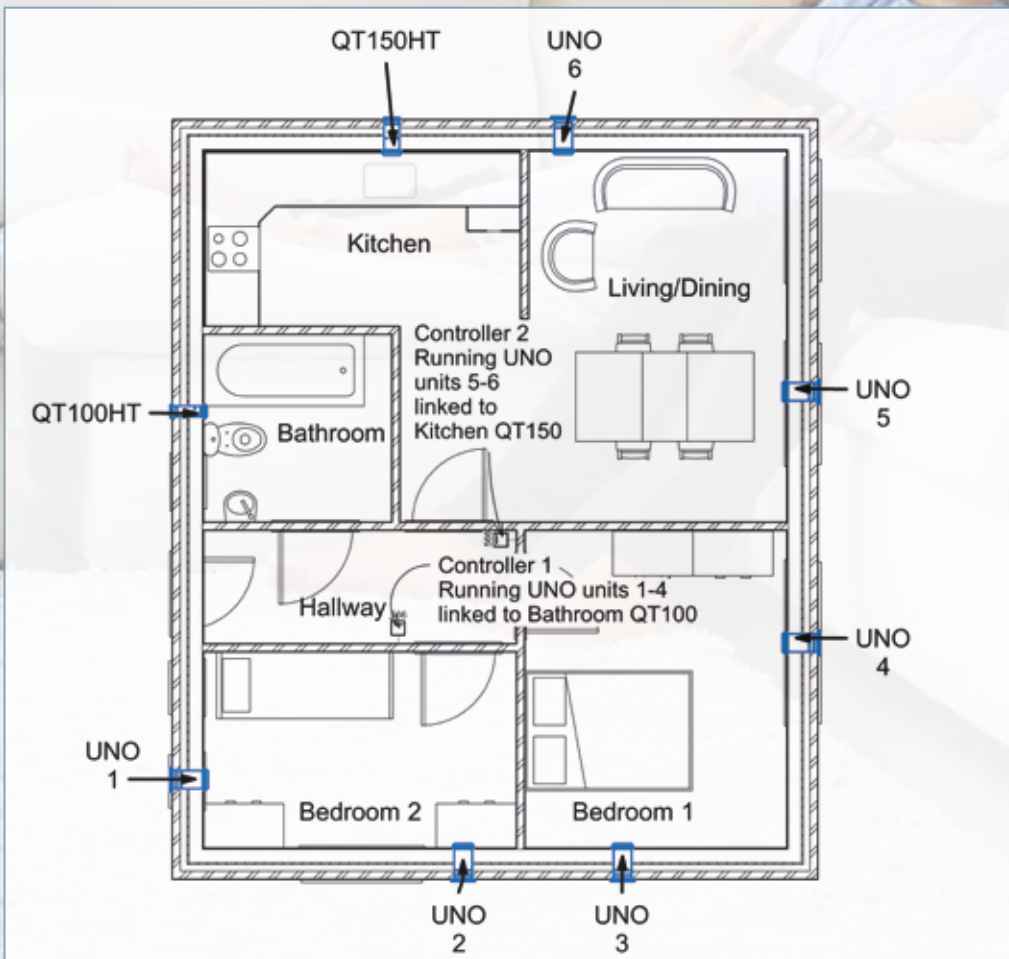 QT150HT
UNO
6
Kitchen
Living/Dining
Controller 2
Running UNO
units 5-6
linked to
Kitchen QT150
UNO
5
QT100HT
Bathroom
Controller 1
Running UNO units 1-4
linked to Bathroom QT100
Hallway
UNO
4
UNO
1
Bedroom 2
Bedroom 1
UNO
2
UNO
3